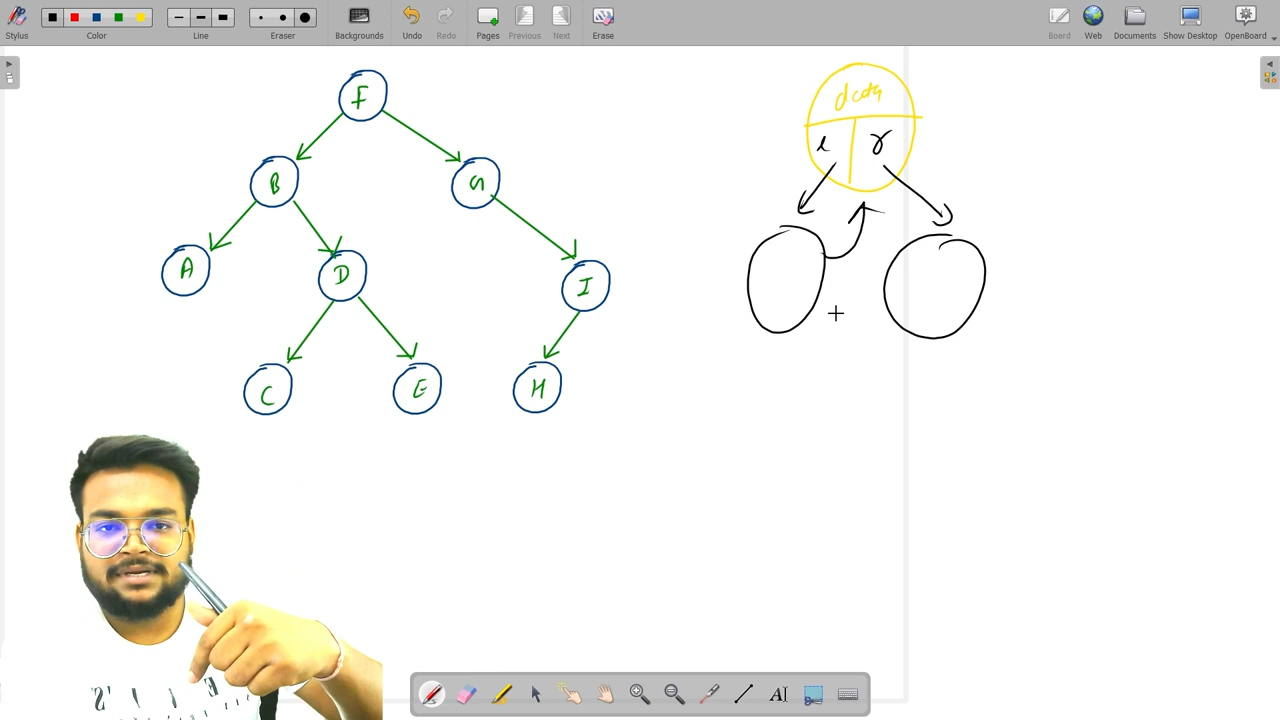 Stylus
Color
Line
Eraser
Backgrounds
Undo
Redo
Pages
Previous
Next
Erase
Board
Web
Documents
Show Desktop
OpenBoard
F
data
l r
B
G
A
D
I
C
E
H